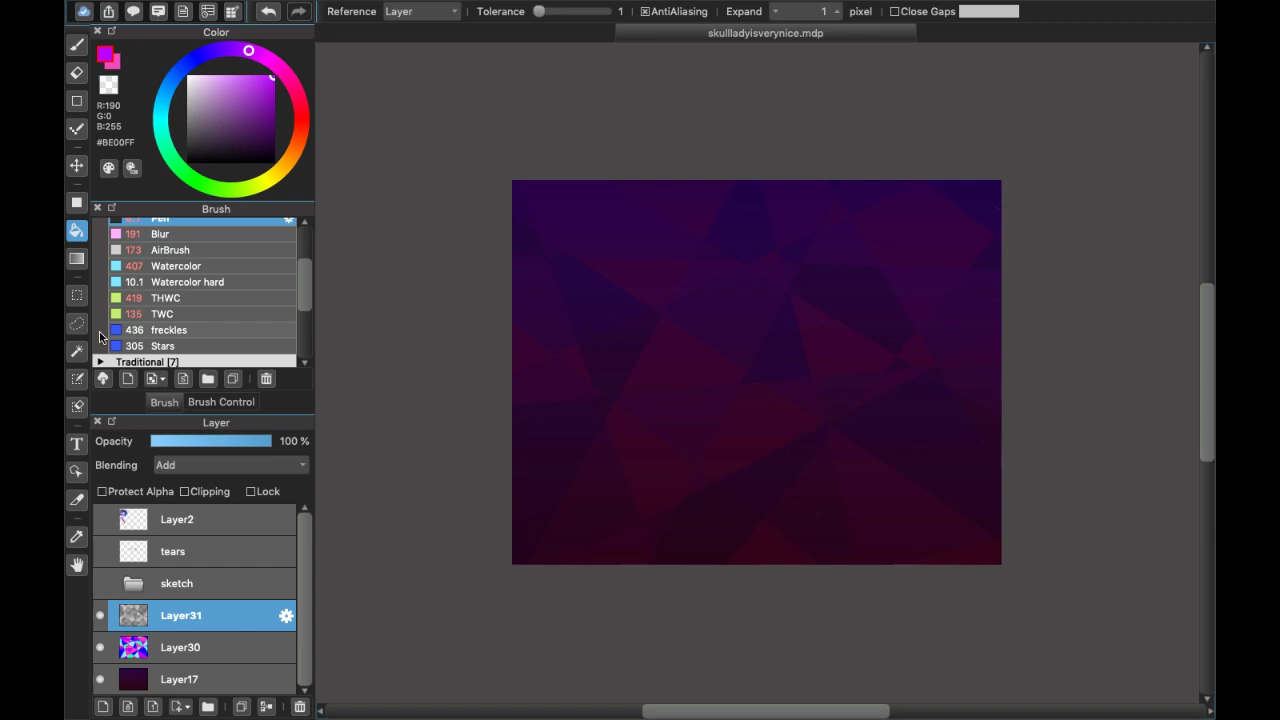 Reference Layer Tolerance 1 AntiAliasing Expand 1 pixel Close Gaps
skullladyisverynice.mdp
Color
R:190
G:0
B:255
#BE00FF
Brush
Pen
191 Blur
173 AirBrush
407 Watercolor
10.1 Watercolor hard
419 THWC
135 TWC
436 freckles
305 Stars
Traditional [7]
Brush Brush Control
Layer
Opacity 100 %
Blending Add
Protect Alpha Clipping Lock
Layer2
tears
sketch
Layer31
Layer30
Layer17